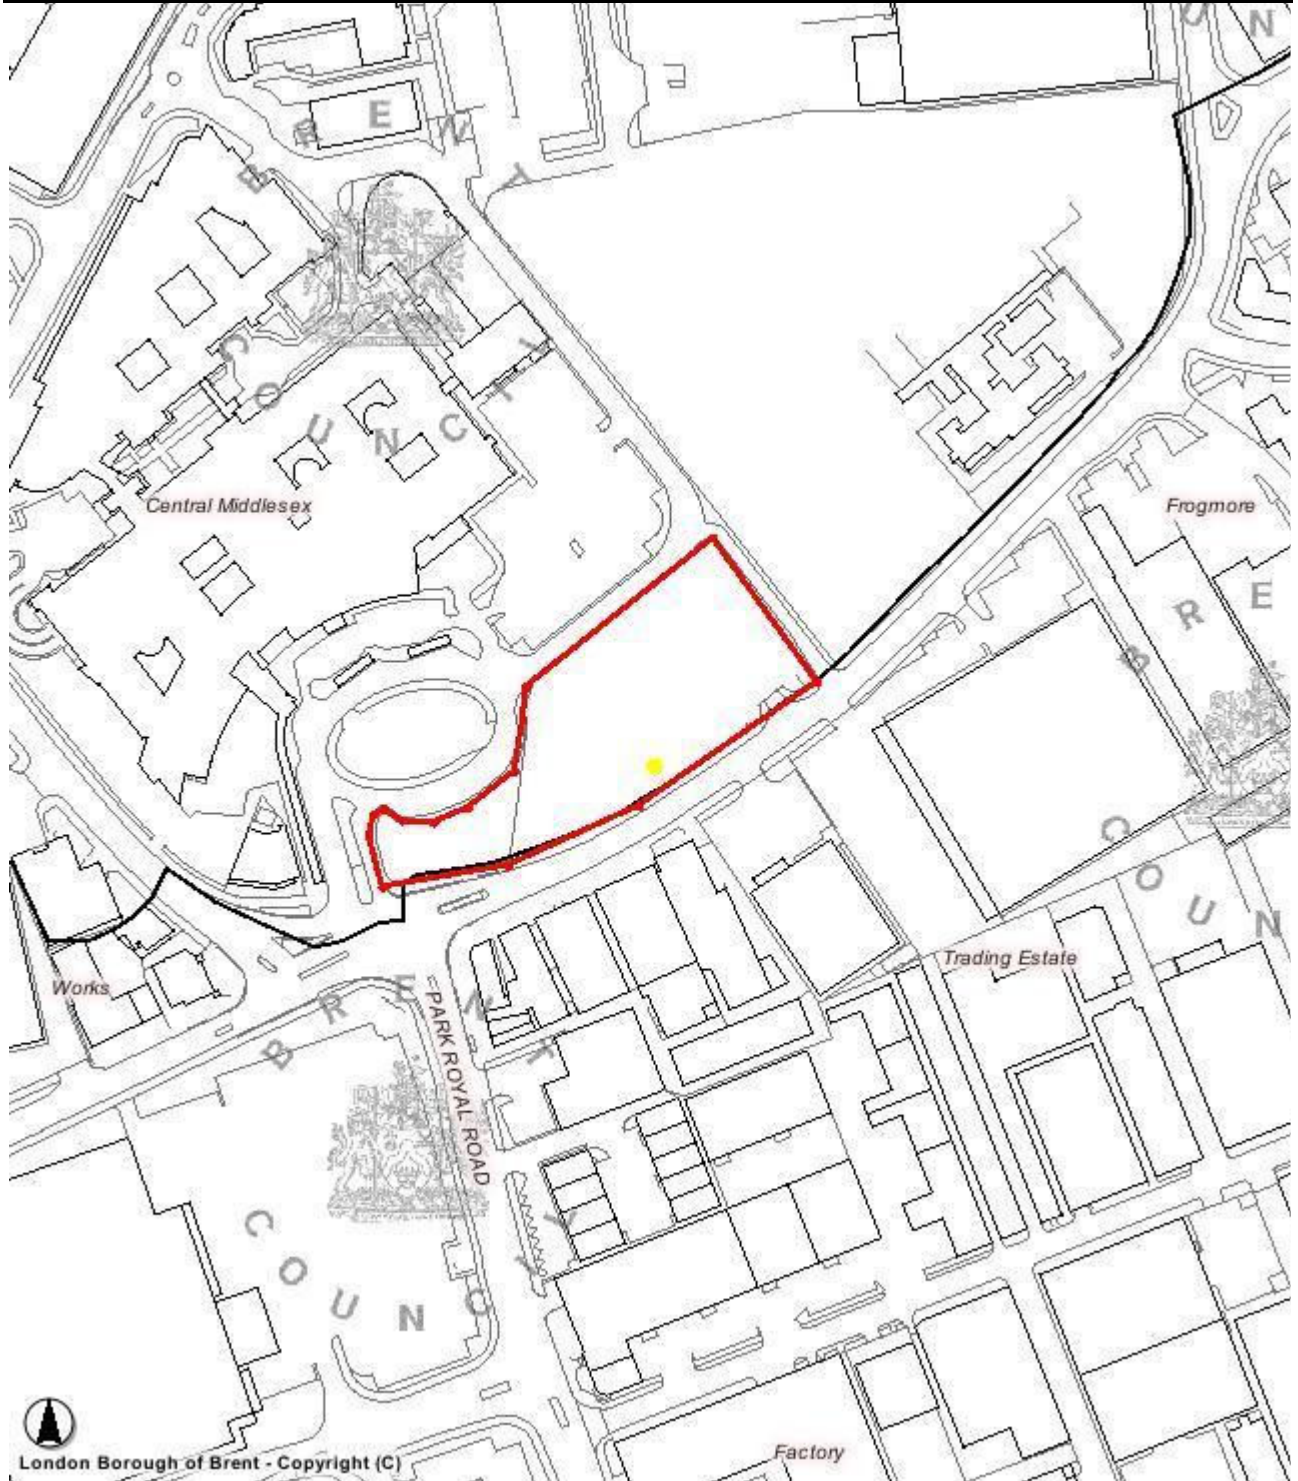 U N
B R E N T
C O U N C I L
Central Middlesex
Frogmore
B R E
C O U N
Trading Estate
Works
B R E N T
PARK ROYAL ROAD
C O U N C I L
London Borough of Brent - Copyright (C)
Factory